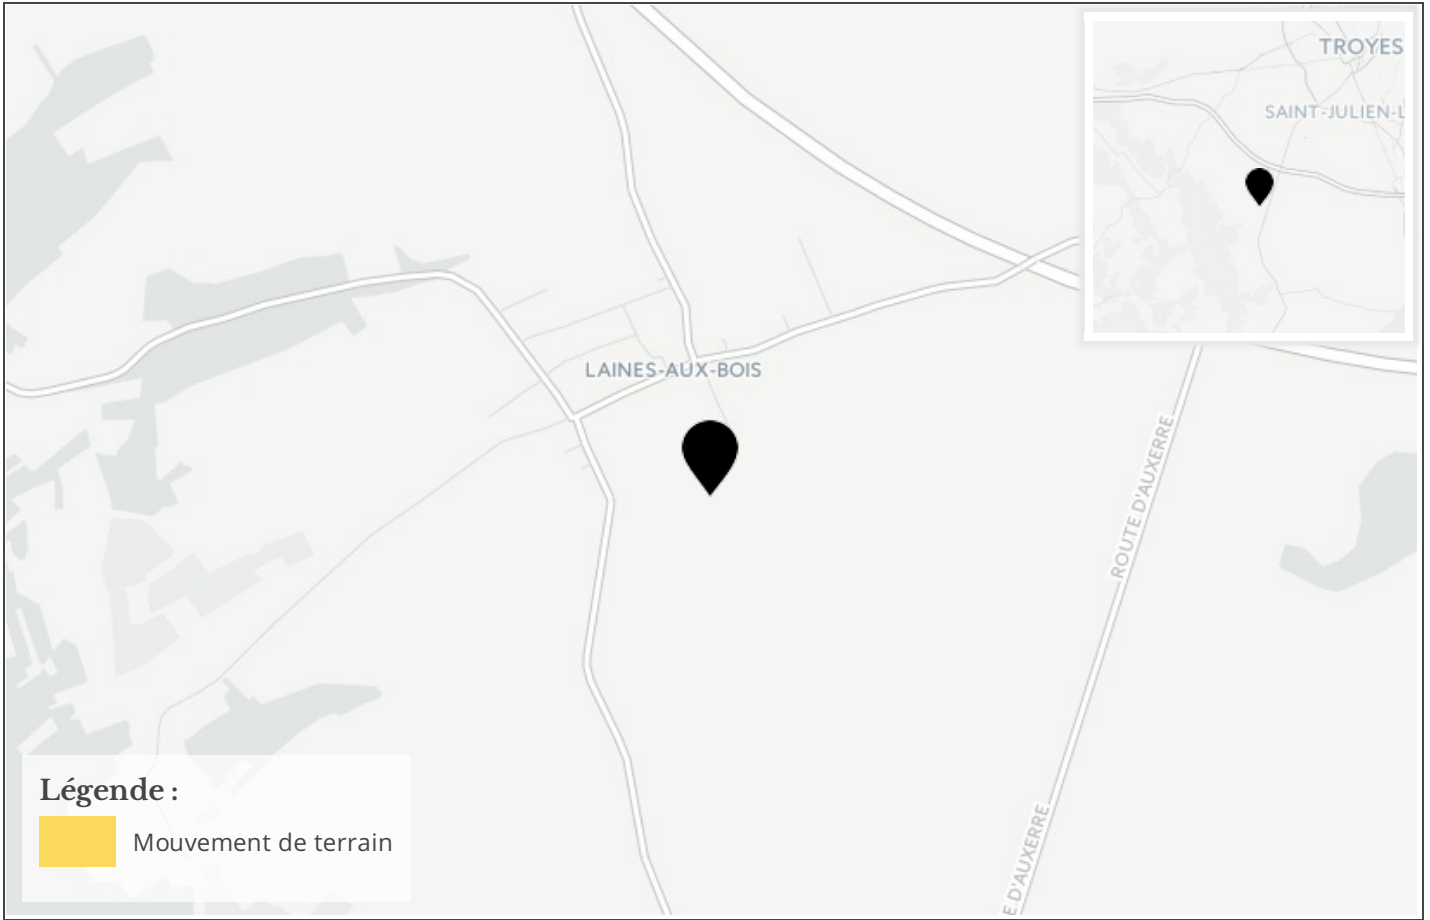 TROYES
SAINT-JULIEN-L
LAINES-AUX-BOIS
ROUTE D'AUXERRE
E D'AUXERRE
Légende :
Mouvement de terrain